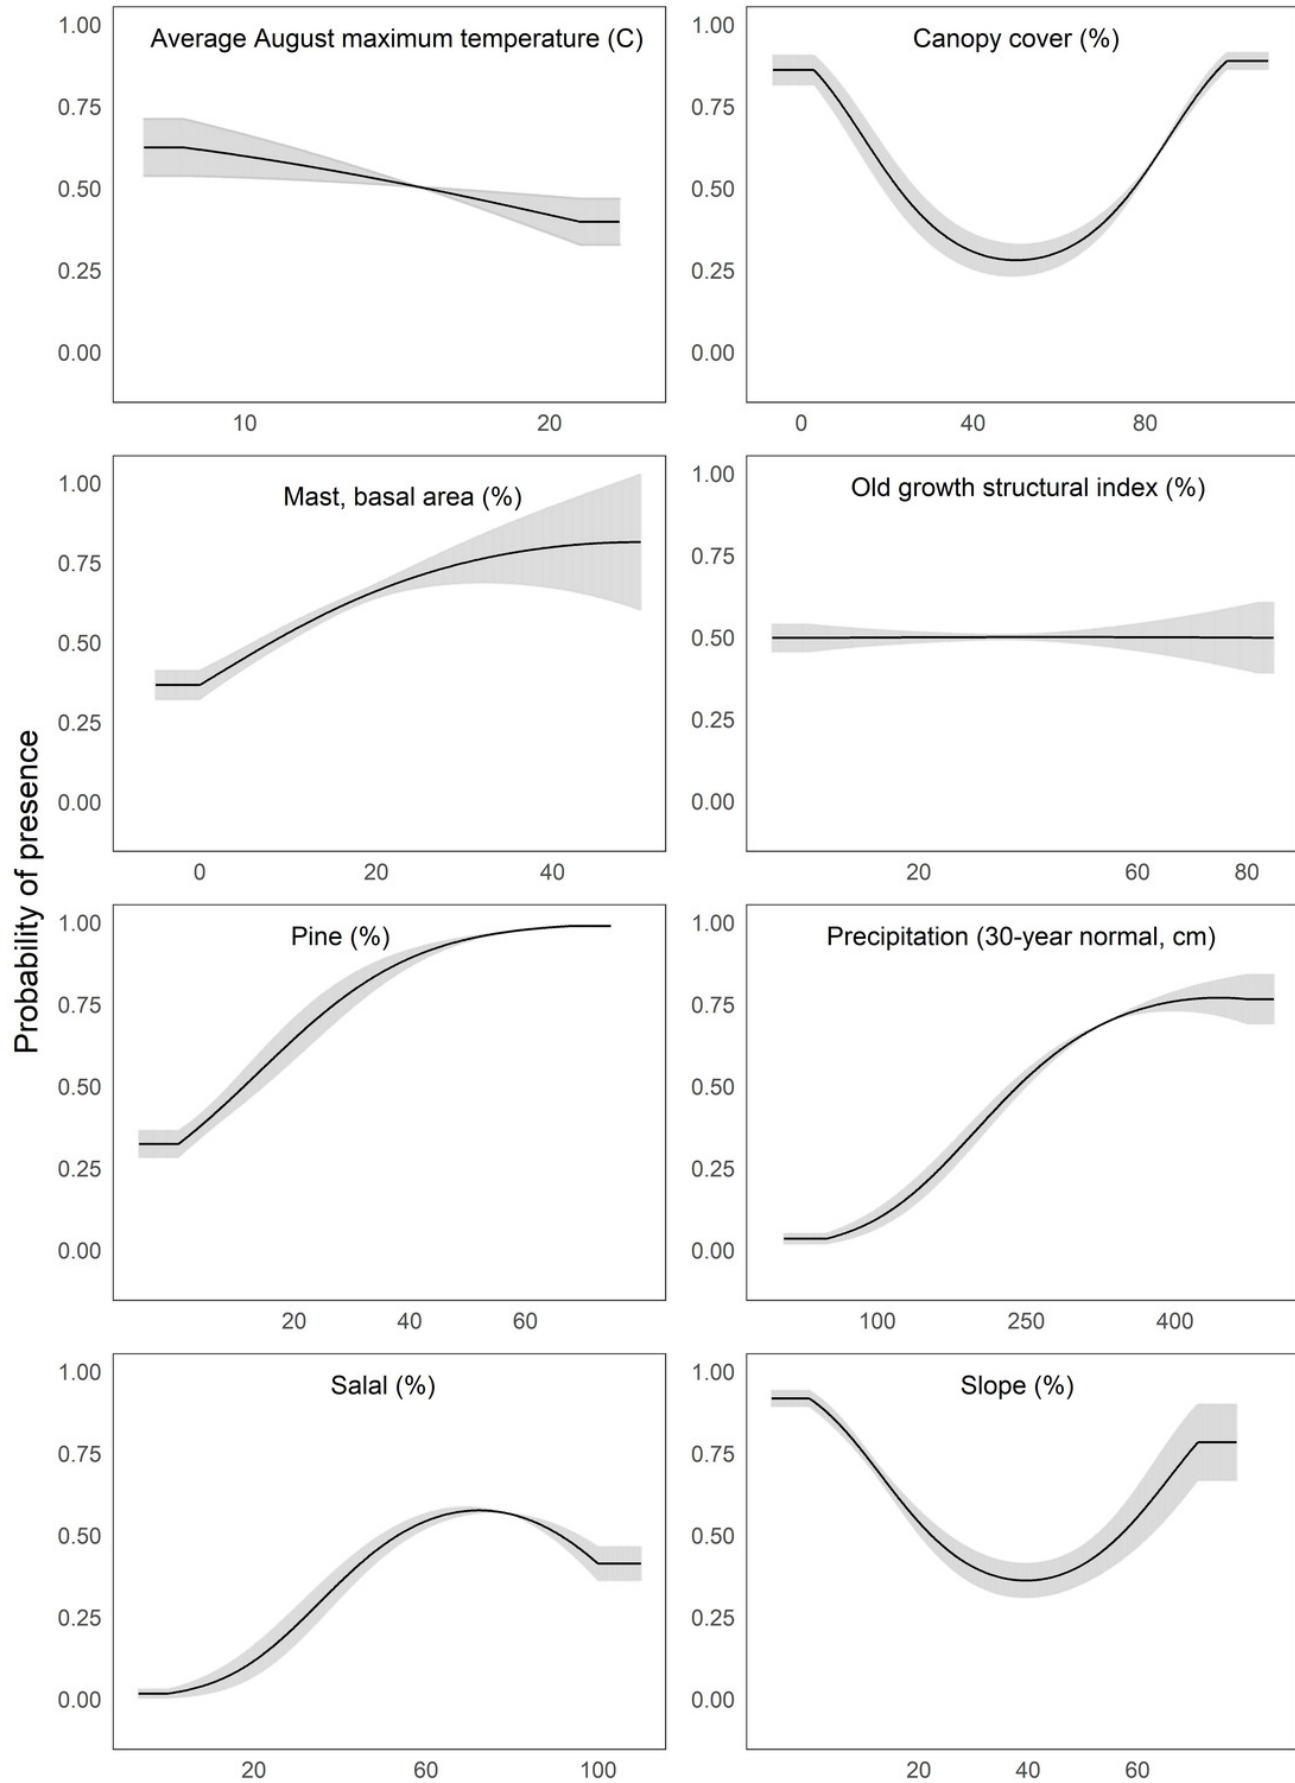 Probability of presence
Average August maximum temperature (C)
1.00
0.75
0.50
0.25
0.00
10 20
Canopy cover (%)
1.00
0.75
0.50
0.25
0.00
0 40 80
Mast, basal area (%)
1.00
0.75
0.50
0.25
0.00
0 20 40
Old growth structural index (%)
1.00
0.75
0.50
0.25
0.00
20 60 80
Pine (%)
1.00
0.75
0.50
0.25
0.00
20 40 60
Precipitation (30-year normal, cm)
1.00
0.75
0.50
0.25
0.00
100 250 400
Salal (%)
1.00
0.75
0.50
0.25
0.00
20 60 100
Slope (%)
1.00
0.75
0.50
0.25
0.00
20 40 60